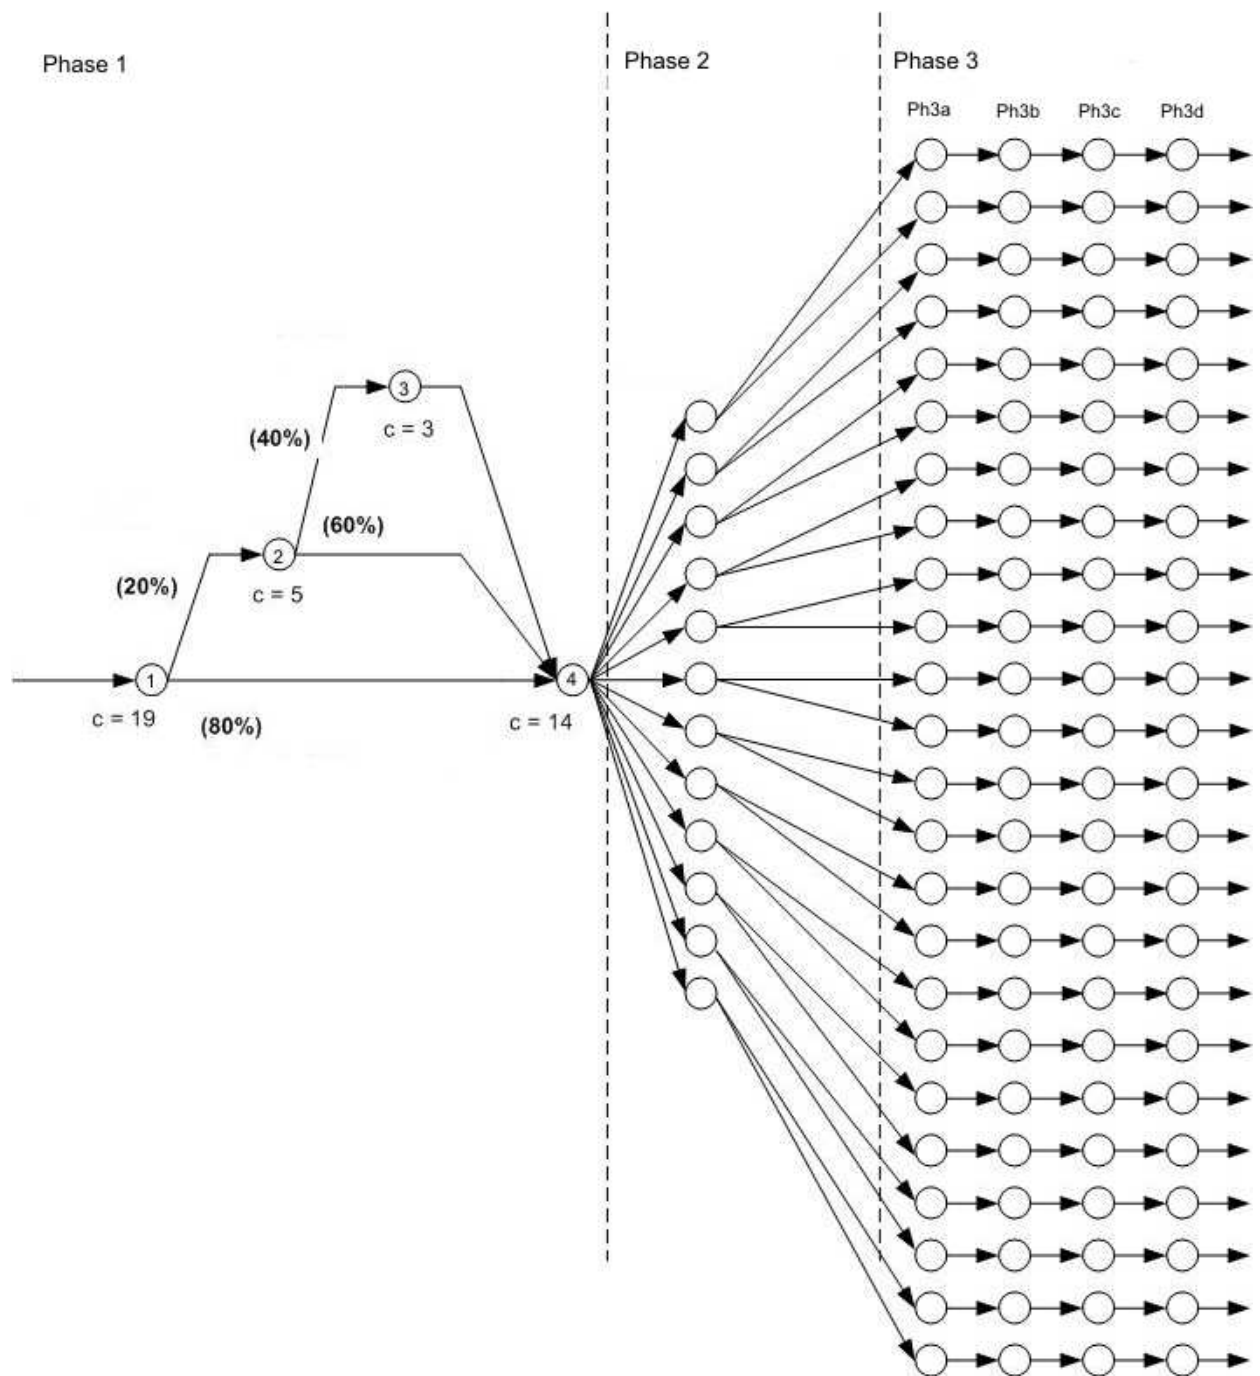 Phase 1
Phase 2
Phase 3
Ph3a Ph3b Ph3c Ph3d
3
(40%)
c = 3
(60%)
2
(20%)
c = 5
1
4
c = 19
(80%)
c = 14